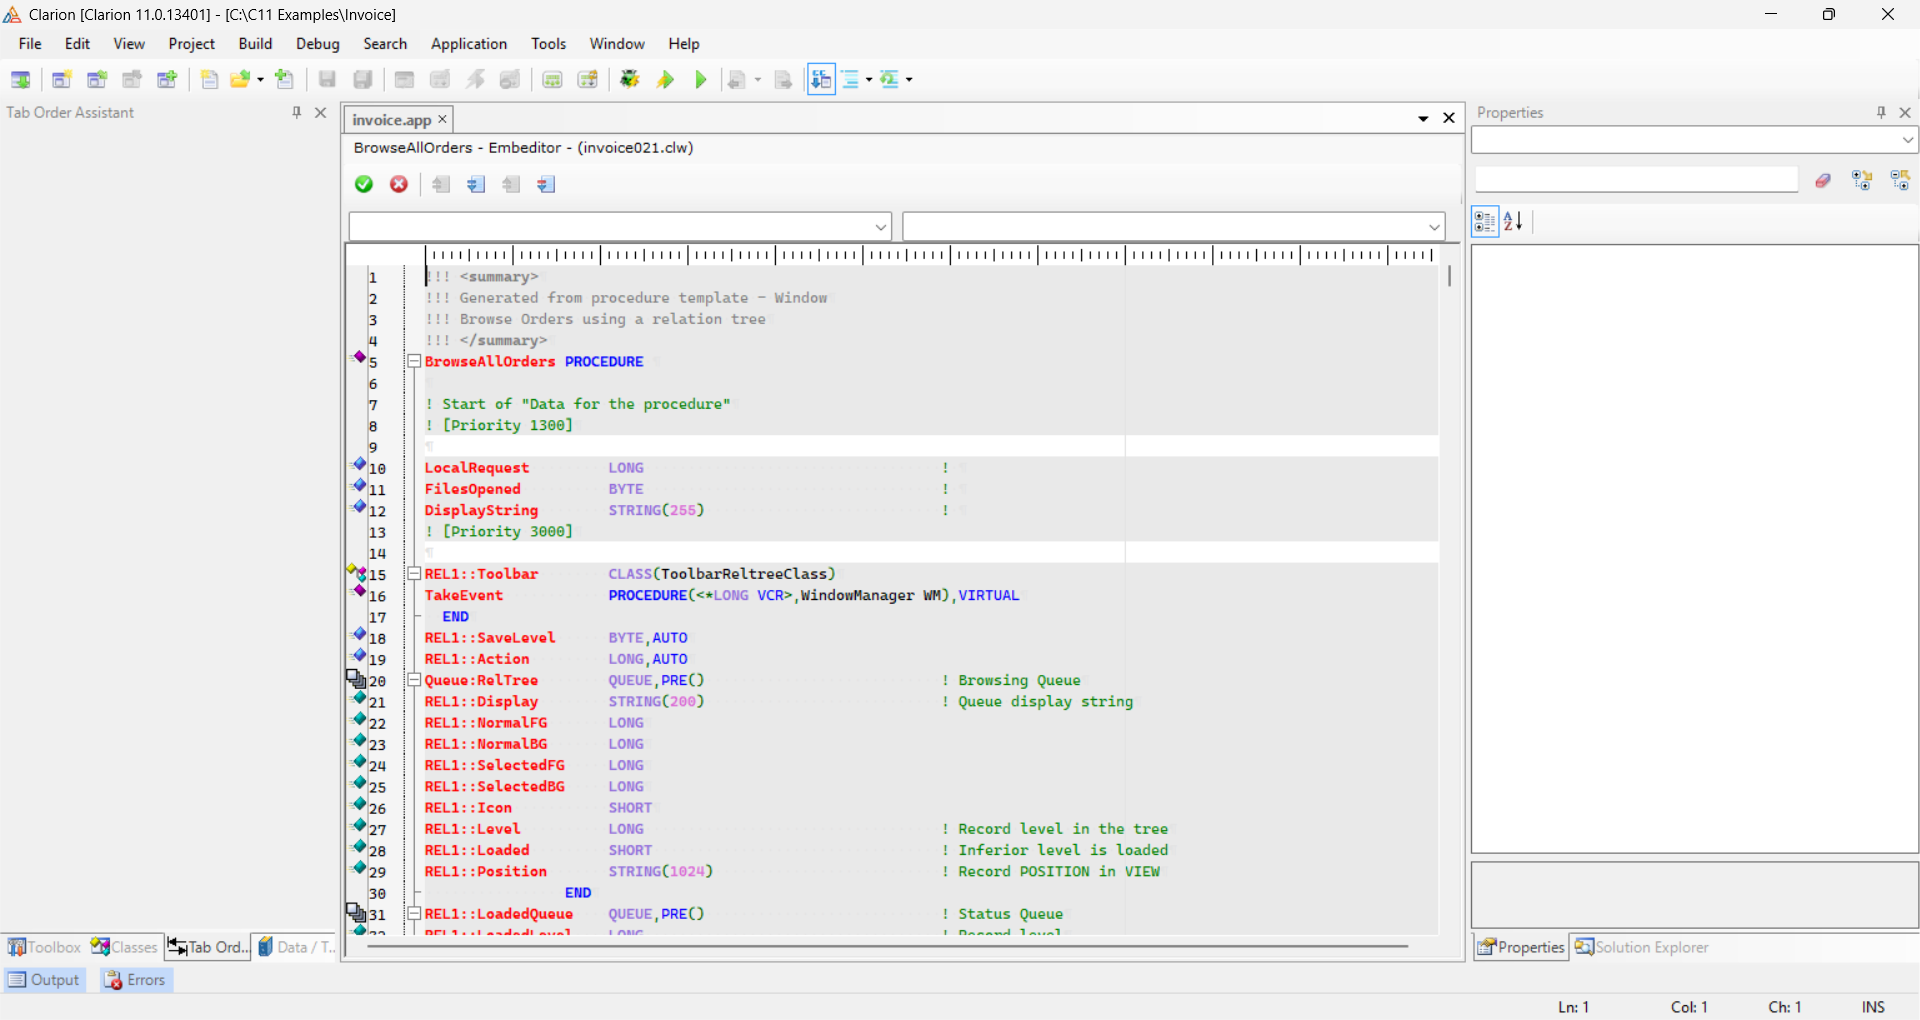 Clarion [Clarion 11.0.13401] - [C:\C11 Examples\Invoice]
File Edit View Project Build Debug Search Application Tools Window Help
Tab Order Assistant
invoice.app
Properties
BrowseAllOrders - Embeditor - (invoice021.clw)
1 !!! <summary>
2 !!! Generated from procedure template - Window
3 !!! Browse Orders using a relation tree
4 !!! </summary>
5 BrowseAllOrders PROCEDURE
6
7 ! Start of "Data for the procedure"
8 ! [Priority 1300]
9
10 LocalRequest LONG !
11 FilesOpened BYTE !
12 DisplayString STRING(255) !
13 ! [Priority 3000]
14
15 REL1::Toolbar CLASS(ToolbarReltreeClass)
16 TakeEvent PROCEDURE(<*LONG VCR>,WindowManager WM),VIRTUAL
17 END
18 REL1::SaveLevel BYTE,AUTO
19 REL1::Action LONG,AUTO
20 Queue:RelTree QUEUE,PRE() ! Browsing Queue
21 REL1::Display STRING(200) ! Queue display string
22 REL1::NormalFG LONG
23 REL1::NormalBG LONG
24 REL1::SelectedFG LONG
25 REL1::SelectedBG LONG
26 REL1::Icon SHORT
27 REL1::Level LONG ! Record level in the tree
28 REL1::Loaded SHORT ! Inferior level is loaded
29 REL1::Position STRING(1024) ! Record POSITION in VIEW
30 END
31 REL1::LoadedQueue QUEUE,PRE() ! Status Queue
32 REL1::LoadedLevel LONG ! Record level
Toolbox Classes Tab Ord... Data / T...
Properties Solution Explorer
Output Errors
Ln: 1 Col: 1 Ch: 1 INS